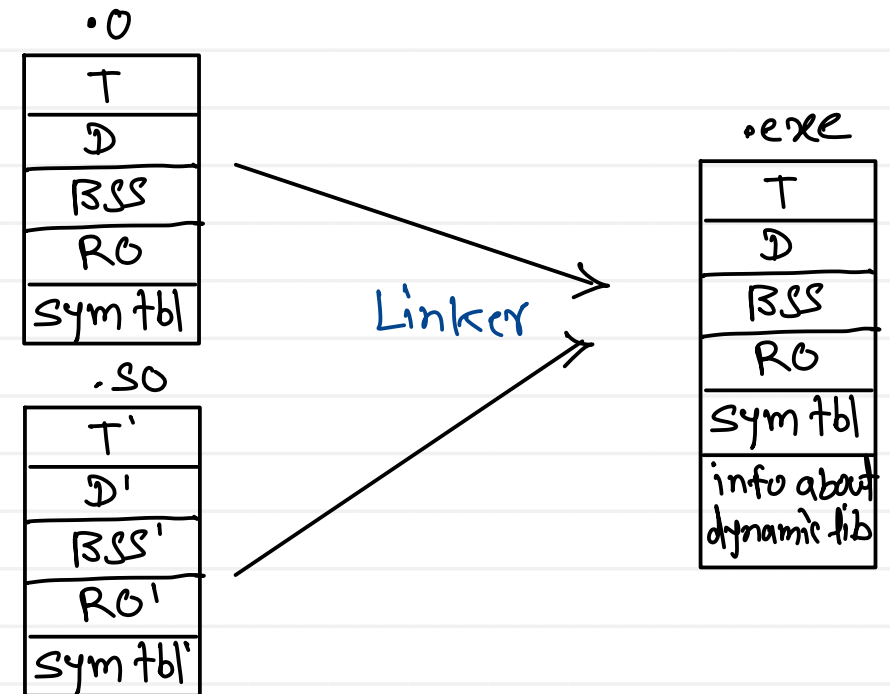 .o
T
D
BSS
RO
sym tbl
.so
T'
D'
BSS'
RO'
sym tbl'
Linker
.exe
T
D
BSS
RO
sym tbl
info about
dynamic lib